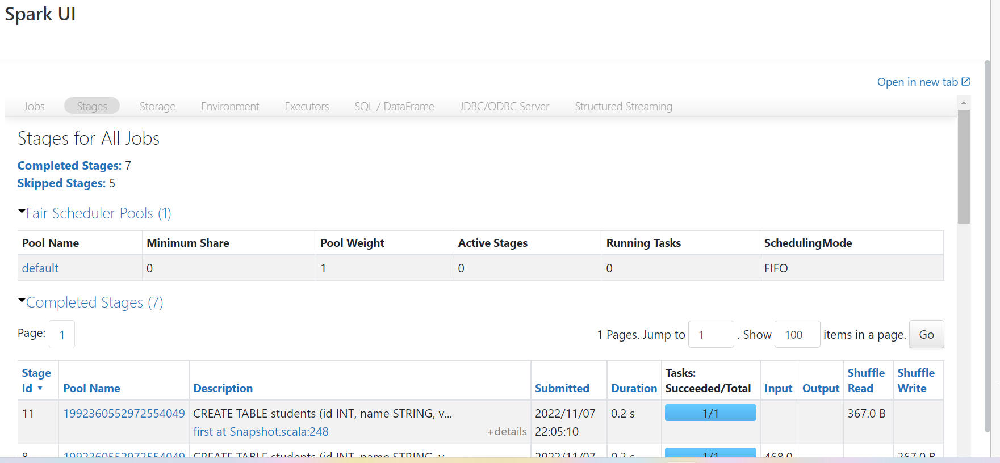 Spark UI
Open in new tab
Jobs Stages Storage Environment Executors SQL / DataFrame JDBC/ODBC Server Structured Streaming
Stages for All Jobs
Completed Stages: 7
Skipped Stages: 5
Fair Scheduler Pools (1)
Pool Name Minimum Share Pool Weight Active Stages Running Tasks SchedulingMode
default 0 1 0 0 FIFO
Completed Stages (7)
Page: 1 1 Pages. Jump to 1 . Show 100 items in a page. Go
Stage Id ▾ Pool Name Description Submitted Duration Tasks: Succeeded/Total Input Output Shuffle Read Shuffle Write
11 1992360552972554049 CREATE TABLE students (id INT, name STRING, v... 2022/11/07 0.2 s 1/1 367.0 B
first at Snapshot.scala:248 +details 22:05:10
8 1992360552972554049 CREATE TABLE students (id INT, name STRING, v 2022/11/07 0.3 s 1/1 468.0 367.0 B